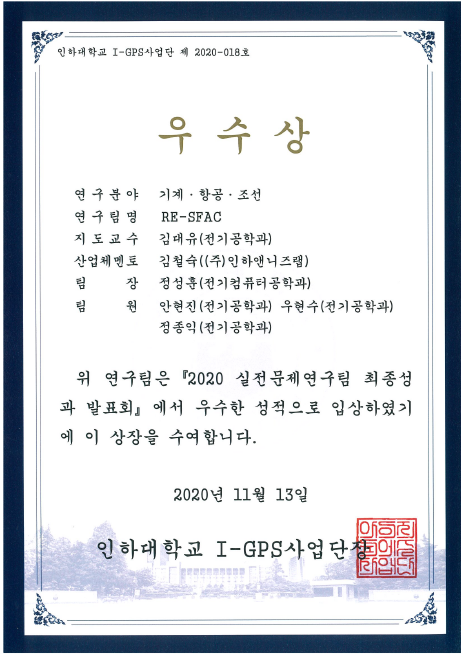 인하대학교 I-GPS사업단 제 2020-018호
우수상
연구분야 기계·항공·조선
연구팀명 RE-SFAC
지도교수 김대유(전기공학과)
산업체멘토 김철숙((주)인하앤니즈랩)
팀장 정성훈(전기컴퓨터공학과)
팀원 안현진(전기공학과) 우현수(전기공학과)
정종익(전기공학과)
위 연구팀은 『2020 실전문제연구팀 최종성
과 발표회』에서 우수한 성적으로 입상하였기
에 이 상장을 수여합니다.
2020년 11월 13일
인하대학교 I-GPS사업단장